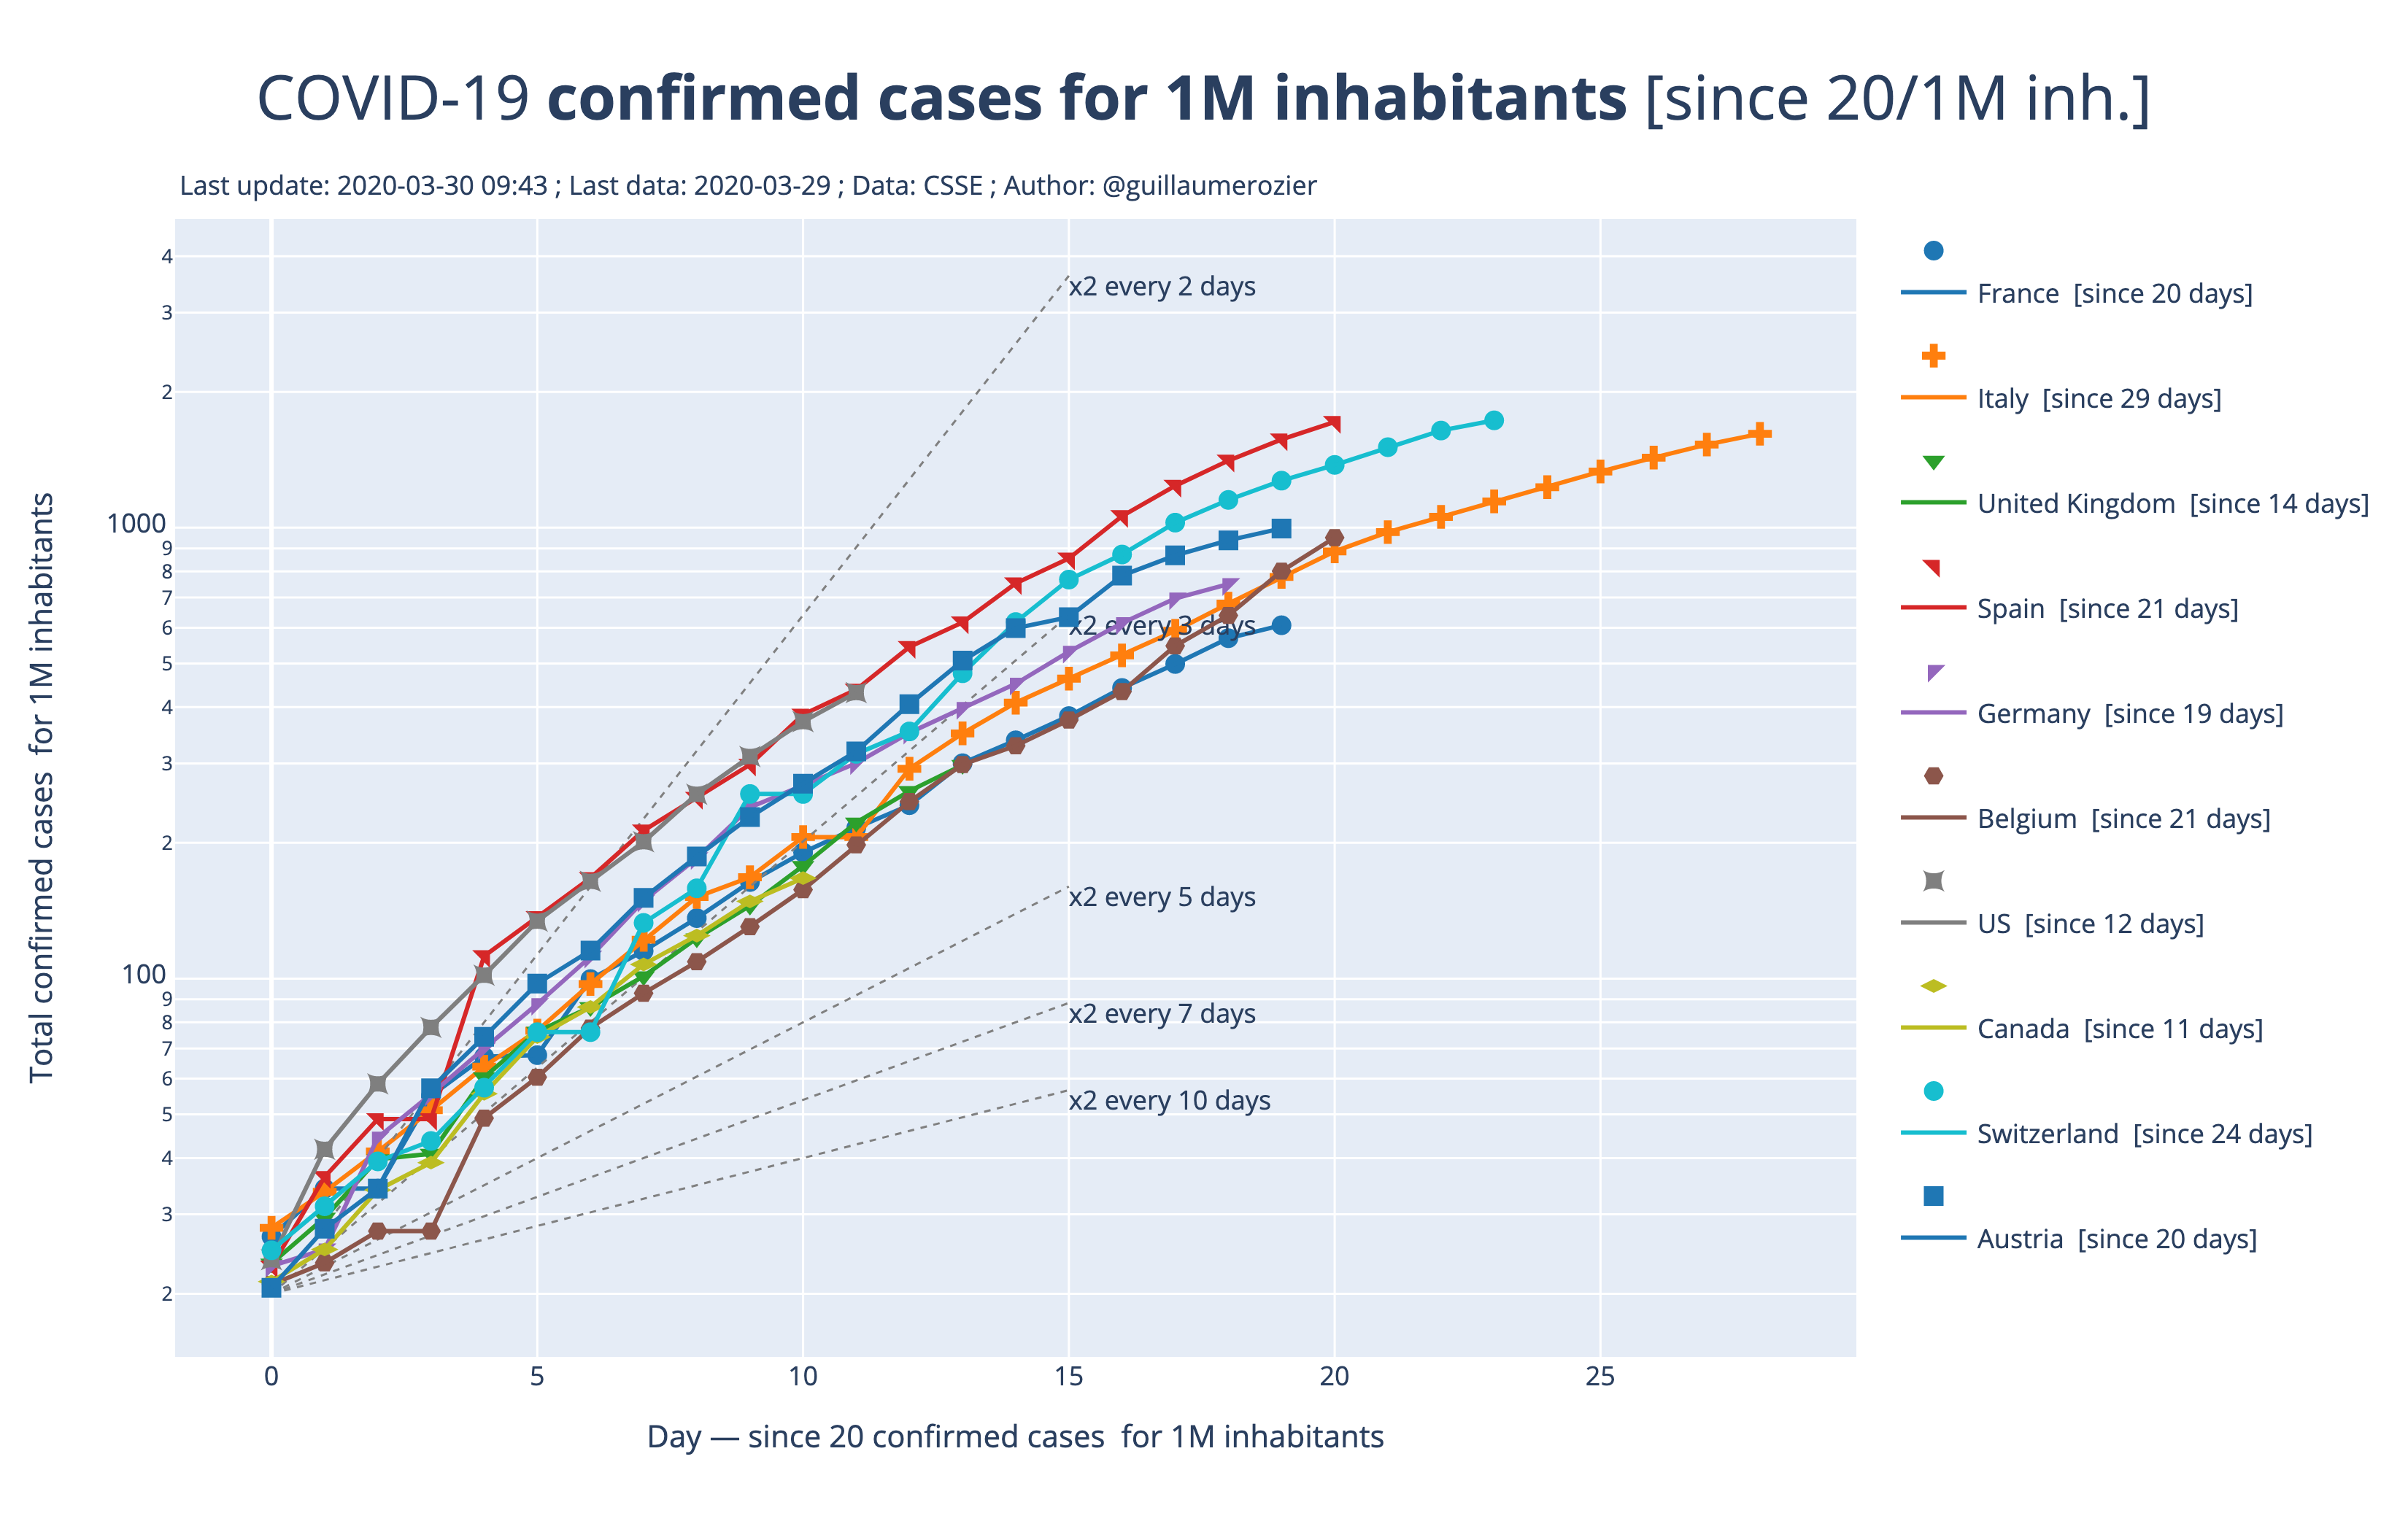 COVID-19 confirmed cases for 1M inhabitants [since 20/1M inh.]
Last update: 2020-03-30 09:43 ; Last data: 2020-03-29 ; Data: CSSE ; Author: @guillaumerozier
Total confirmed cases  for 1M inhabitants
4
3
2
1000
9
8
7
6
5
4
3
2
100
9
8
7
6
5
4
3
2
x2 every 2 days
x2 every 3 days
x2 every 5 days
x2 every 7 days
x2 every 10 days
0 5 10 15 20 25
Day — since 20 confirmed cases  for 1M inhabitants
France  [since 20 days]
Italy  [since 29 days]
United Kingdom  [since 14 days]
Spain  [since 21 days]
Germany  [since 19 days]
Belgium  [since 21 days]
US  [since 12 days]
Canada  [since 11 days]
Switzerland  [since 24 days]
Austria  [since 20 days]